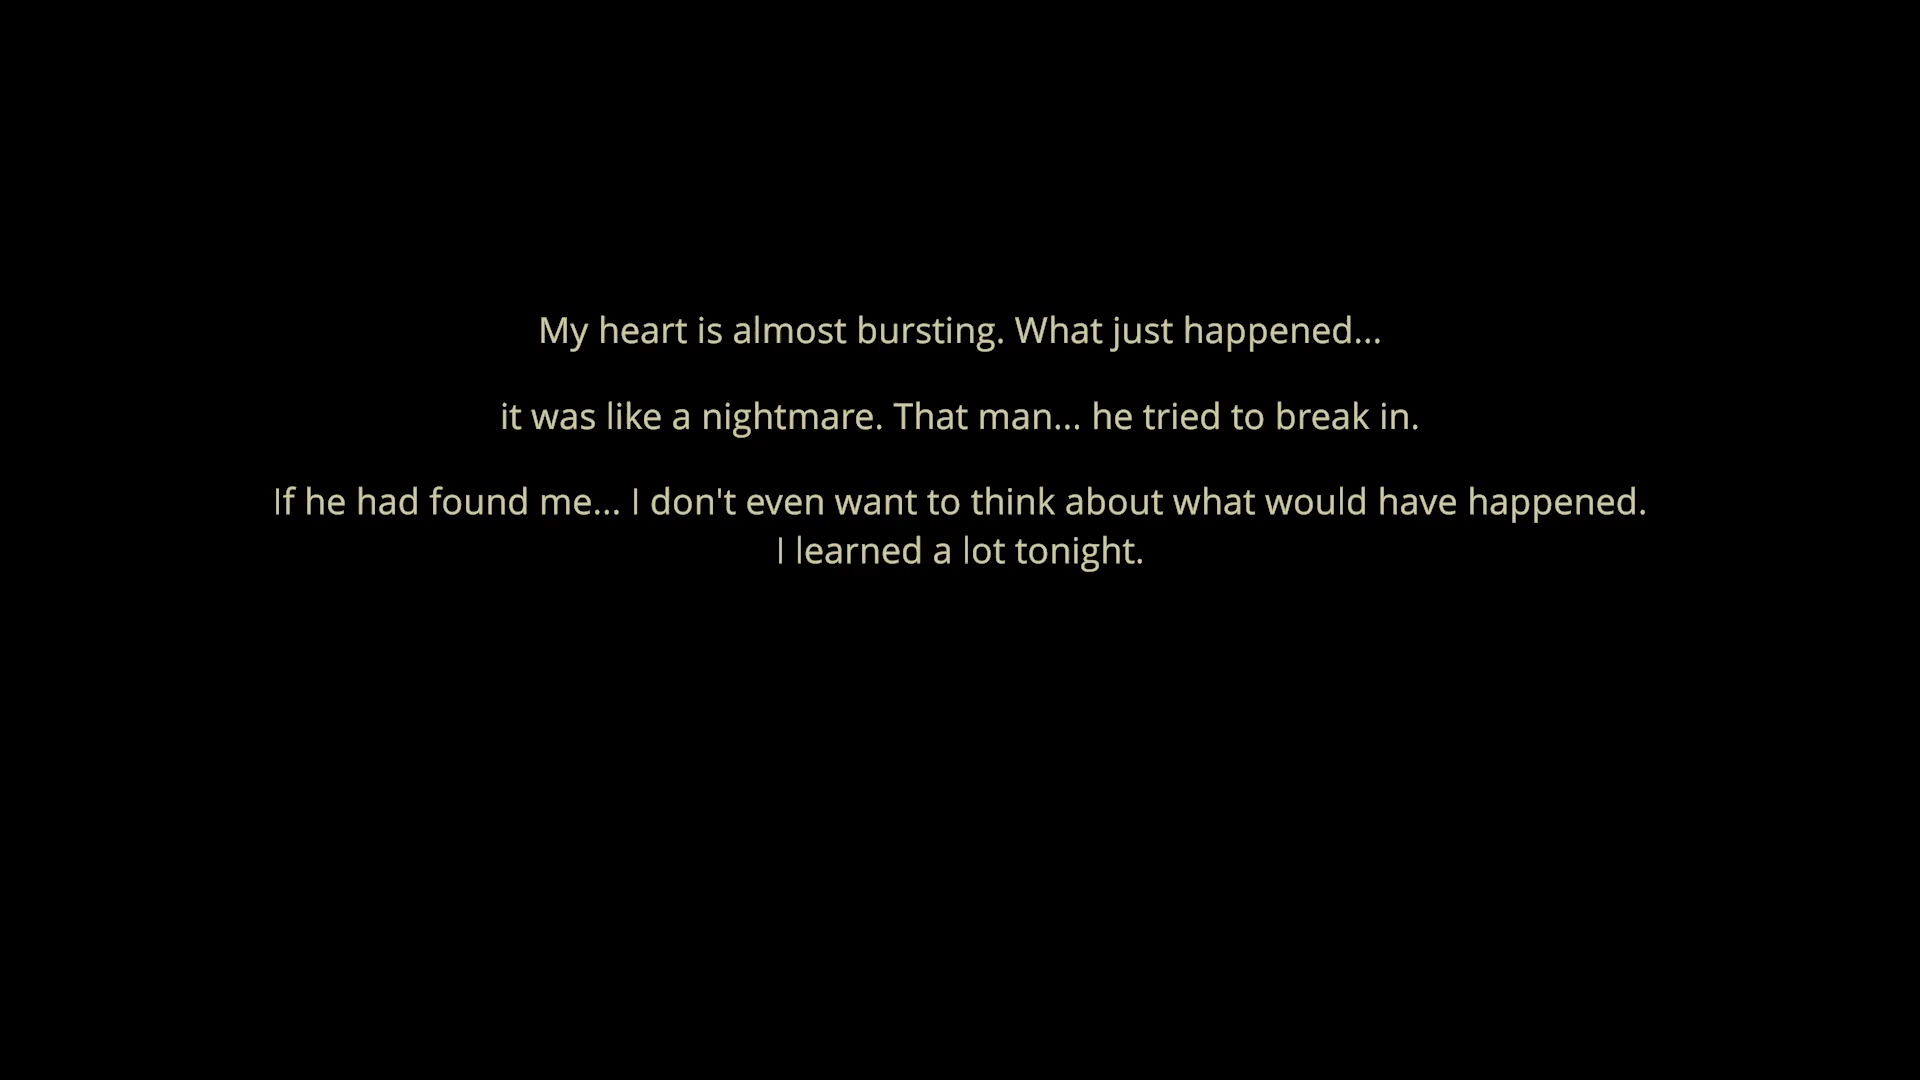 My heart is almost bursting. What just happened...
it was like a nightmare. That man... he tried to break in.
If he had found me... I don't even want to think about what would have happened.
I learned a lot tonight.